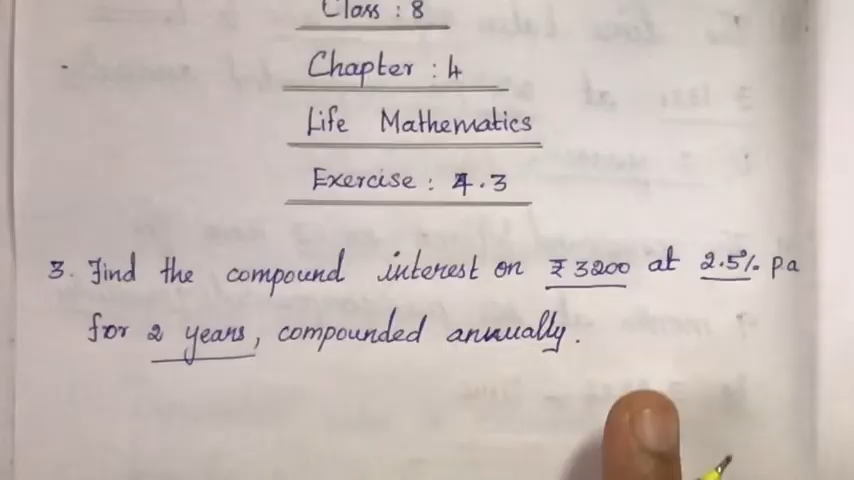 Class : 8
Chapter : 4
Life Mathematics
Exercise : 4.3
3. Find the compound interest on ₹ 3200 at 2.5% pa
for 2 years, compounded annually.